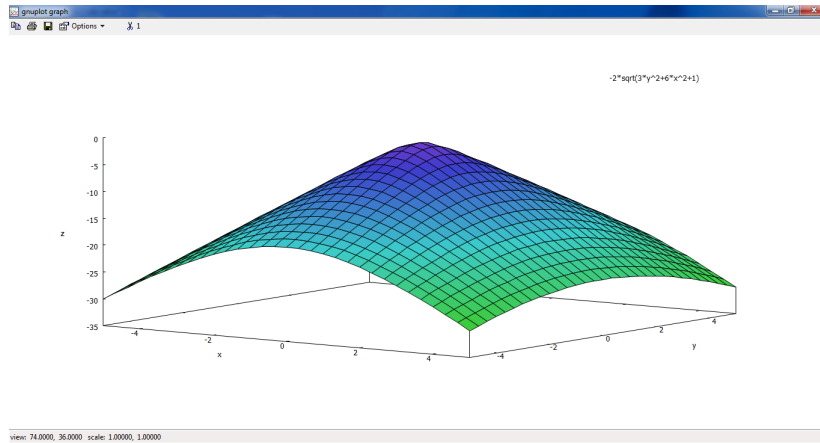 gnuplot graph
Options 1
-2*sqrt(3*y^2+6*x^2+1)
0
-5
-10
-15
-20
-25
-30
-35
z
-4
-2
0
2
4
x
-4
-2
0
2
4
y
view: 74.0000, 36.0000 scale: 1.00000, 1.00000